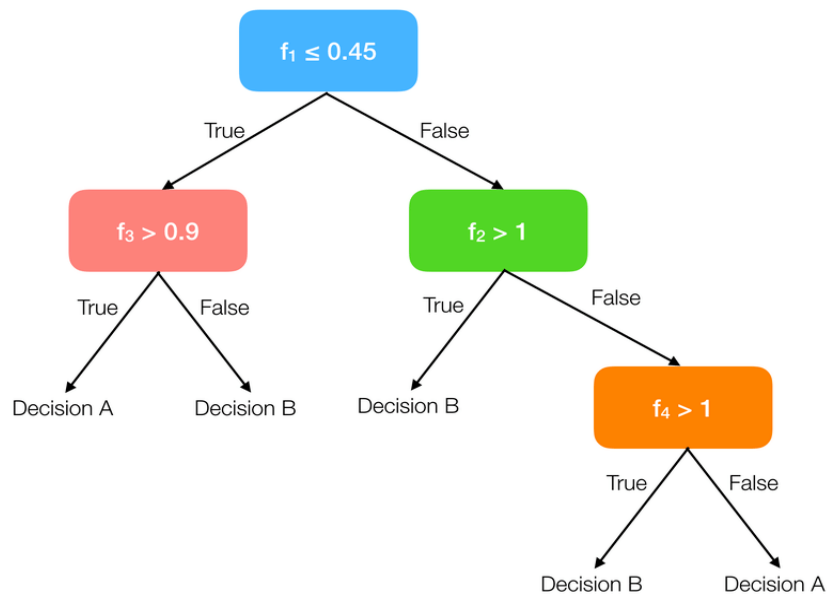 f₁ ≤ 0.45
True
False
f₃ > 0.9
f₂ > 1
True
False
True
False
Decision A
Decision B
Decision B
f₄ > 1
True
False
Decision B
Decision A